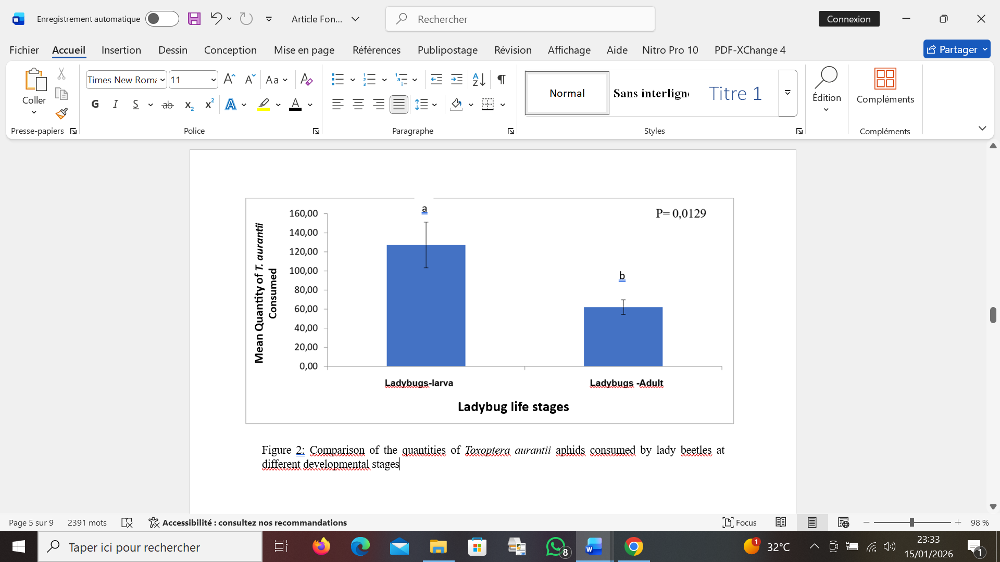 Enregistrement automatique
Article Fon...
Rechercher
Connexion
Fichier Accueil Insertion Dessin Conception Mise en page Références Publipostage Révision Affichage Aide Nitro Pro 10 PDF-XChange 4
Partager
Coller
Presse-papiers
Times New Roma 11
G I S ab x₂ x² A A
Aa
Police
Paragraphe
Normal Sans interligne Titre 1
Styles
Édition
Compléments
Compléments
Mean Quantity of T. aurantii
Consumed
160,00
140,00
120,00
100,00
80,00
60,00
40,00
20,00
0,00
a
b
P= 0,0129
Ladybugs-larva Ladybugs -Adult
Ladybug life stages
Figure 2: Comparison of the quantities of Toxoptera aurantii aphids consumed by lady beetles at
different developmental stages
Page 5 sur 9 2391 mots Accessibilité : consultez nos recommandations Focus 98 %
Taper ici pour rechercher
8
1
32°C
23:33
15/01/2026
1